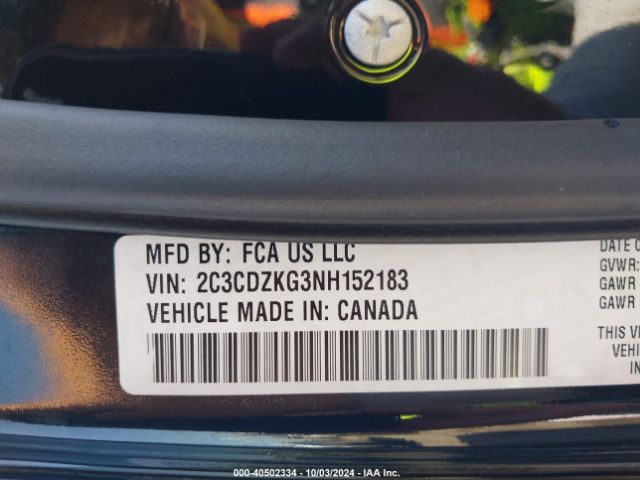 MFD BY: FCA US LLC
VIN: 2C3CDZKG3NH152183
VEHICLE MADE IN: CANADA
DATE O
GVWR:
GAWR
GAWR
THIS VE
VEHI
IN
000-40502334 - 10/03/2024 - IAA Inc.